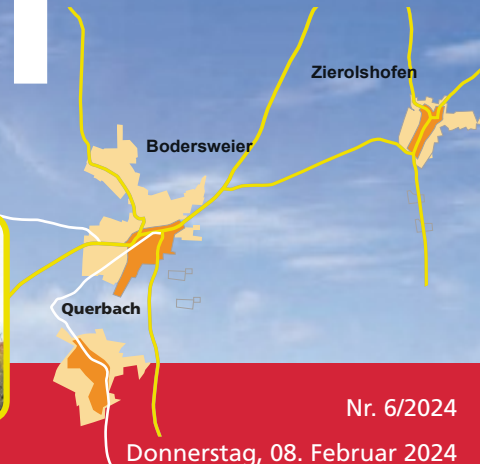 Zierolshofen
Bodersweier
Querbach
Nr. 6/2024
Donnerstag, 08. Februar 2024